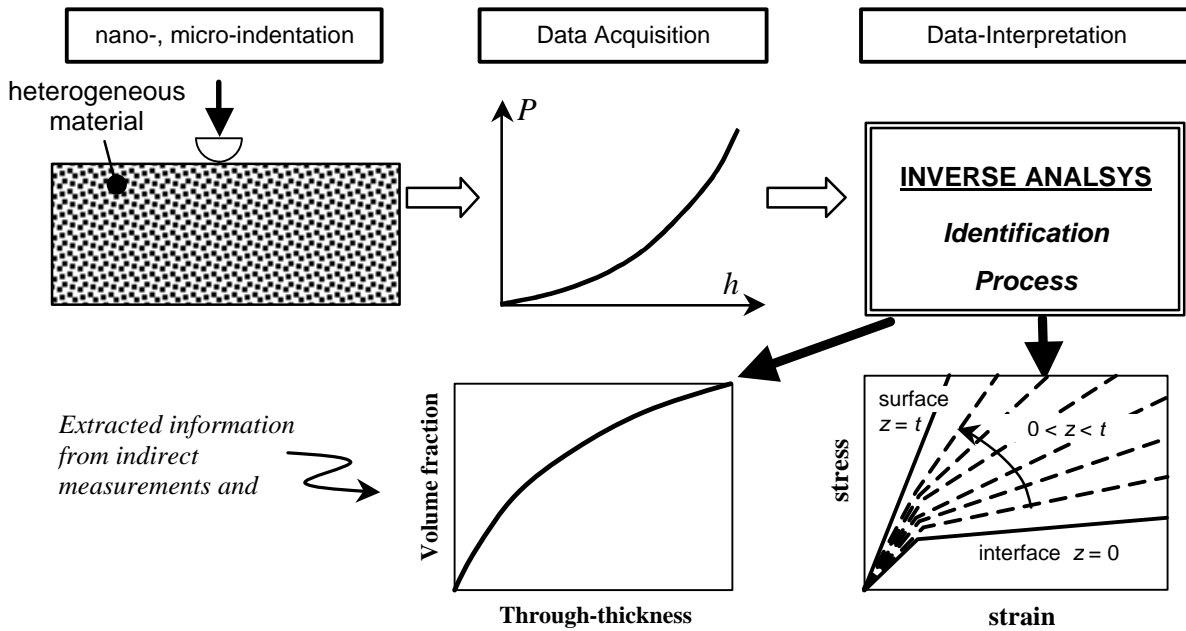 nano-, micro-indentation
Data Acquisition
Data-Interpretation
heterogeneous
material
P
h
INVERSE ANALSYS
Identification
Process
Extracted information
from indirect
measurements and
Volume fraction
Through-thickness
surface
z = t
0 < z < t
interface z = 0
stress
strain